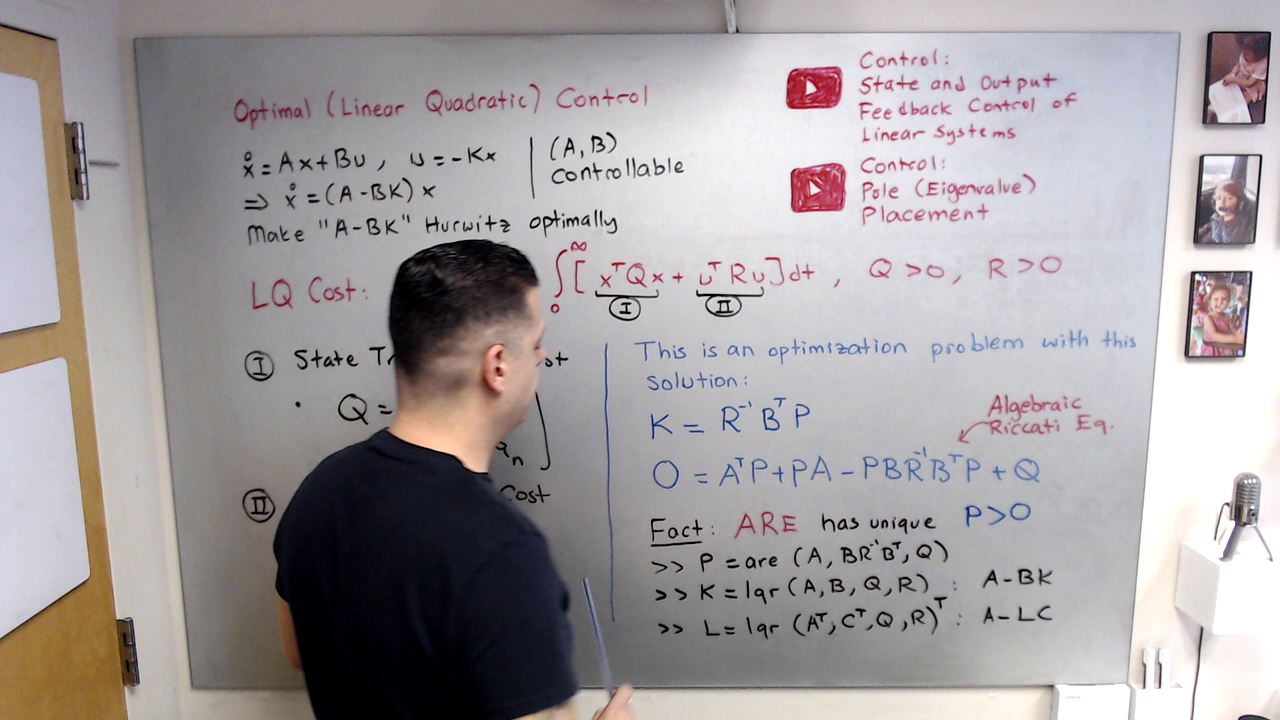 Optimal (Linear Quadratic) Control
ẋ = Ax + Bu , u = -Kx
⇒ ẋ = (A - BK) x
(A, B)
controllable
Make "A-BK" Hurwitz optimally
Control:
State and Output
Feedback Control of
Linear Systems
Control:
Pole (Eigenvalue)
Placement
LQ Cost: ∫₀^∞ [ xᵀQx + uᵀRu ] dt , Q > 0, R > 0
I II
I State
• Q =
qₙ
II Cost
This is an optimization problem with this
solution:
K = R⁻¹BᵀP
Algebraic
Riccati Eq.
0 = AᵀP + PA - PBR⁻¹BᵀP + Q
Fact: ARE has unique P > 0
>> P = are (A, BR⁻¹Bᵀ, Q)
>> K = lqr (A, B, Q, R) : A-BK
>> L = lqr (Aᵀ, Cᵀ, Q, R)ᵀ : A-LC